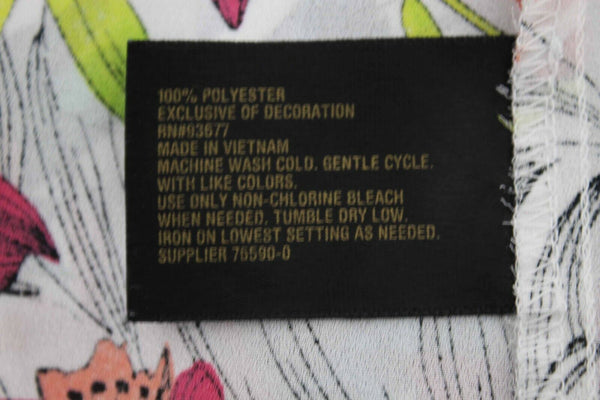 100% POLYESTER
EXCLUSIVE OF DECORATION
RN#93677
MADE IN VIETNAM
MACHINE WASH COLD. GENTLE CYCLE.
WITH LIKE COLORS.
USE ONLY NON-CHLORINE BLEACH
WHEN NEEDED. TUMBLE DRY LOW.
IRON ON LOWEST SETTING AS NEEDED.
SUPPLIER 76590-0